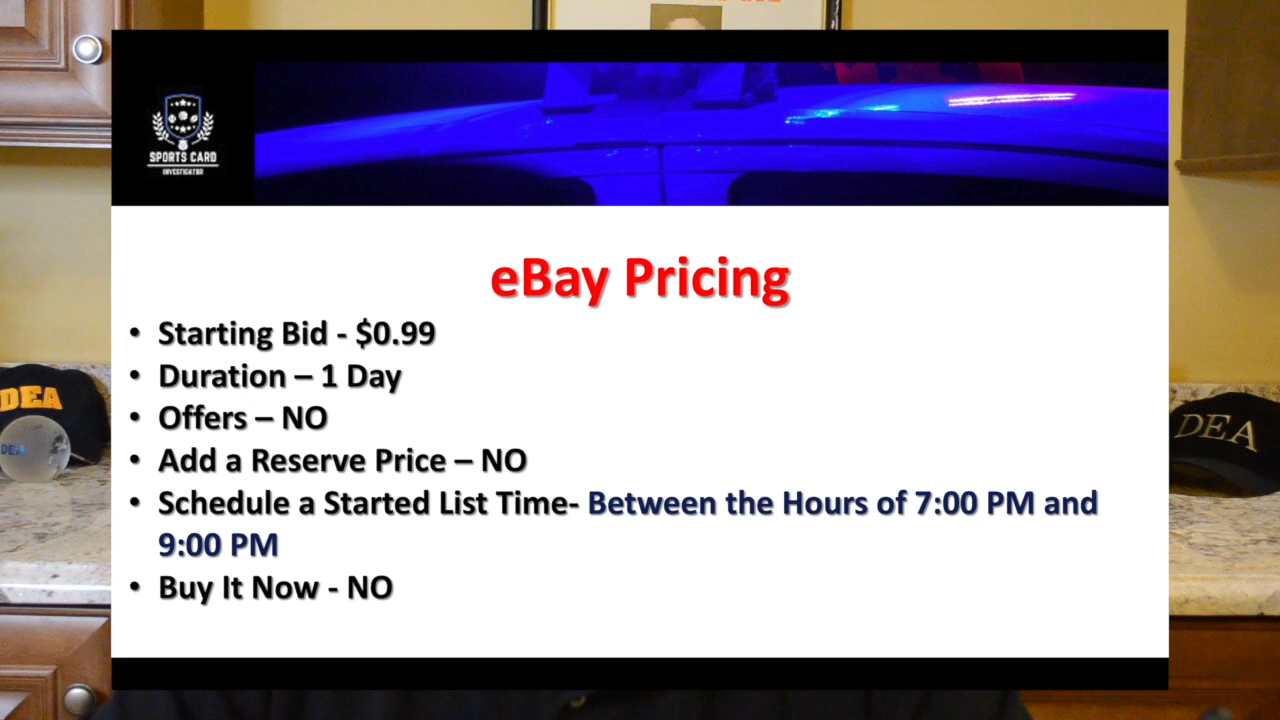 SPORTS CARD
INVESTIGATOR
eBay Pricing
• Starting Bid - $0.99
• Duration – 1 Day
• Offers – NO
• Add a Reserve Price – NO
• Schedule a Started List Time- Between the Hours of 7:00 PM and
9:00 PM
• Buy It Now - NO
DEA
DEA
DEA